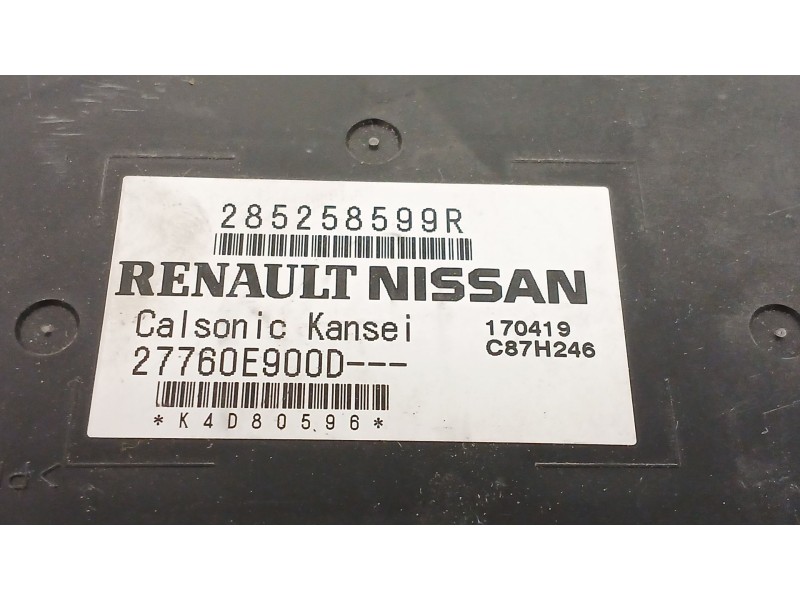 285258599R
RENAULT NISSAN
Calsonic Kansei 170419
27760E900D--- C87H246
*K4D80596*